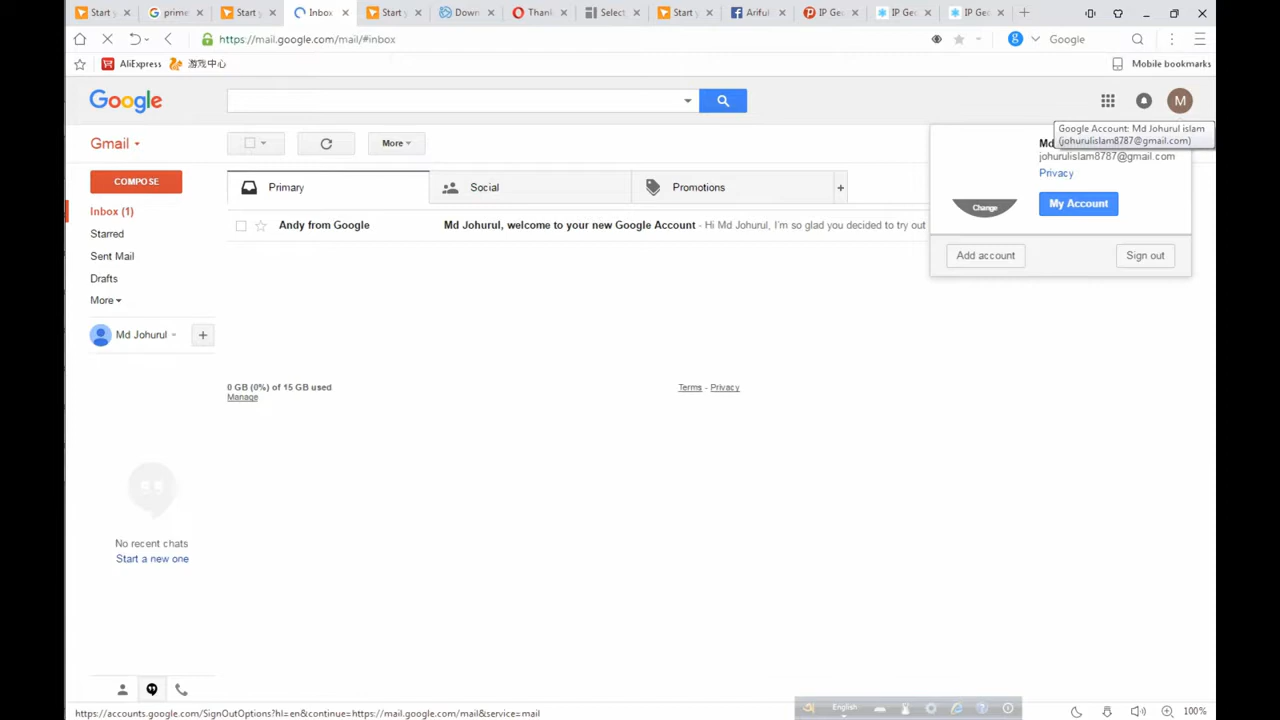 Start y
prime
Start y
Inbox
Start y
Down
Thank
Select
Start y
Ariful
IP Geo
IP Geo
IP Geo
https://mail.google.com/mail/#inbox
Google
AliExpress
游戏中心
Mobile bookmarks
Google
M
Google Account: Md Johurul islam
(johurulislam8787@gmail.com)
Gmail
More
Md
johurulislam8787@gmail.com
Privacy
Change
My Account
Add account
Sign out
COMPOSE
Primary
Social
Promotions
Inbox (1)
Andy from Google
Md Johurul, welcome to your new Google Account - Hi Md Johurul, I'm so glad you decided to try out
Starred
Sent Mail
Drafts
More
Md Johurul
0 GB (0%) of 15 GB used
Manage
Terms - Privacy
No recent chats
Start a new one
English
https://accounts.google.com/SignOutOptions?hl=en&continue=https://mail.google.com/mail&service=mail
100%